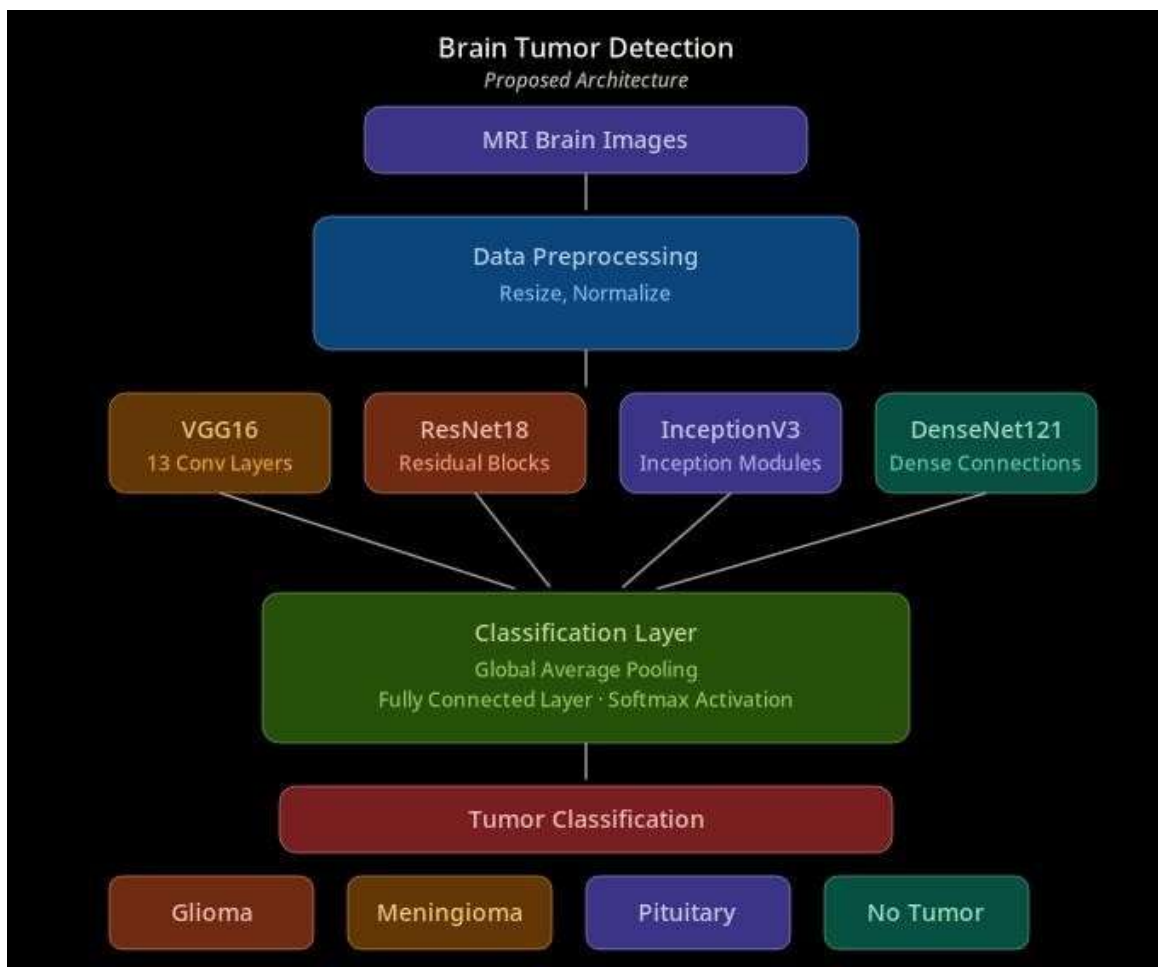 Brain Tumor Detection
Proposed Architecture
MRI Brain Images
Data Preprocessing
Resize, Normalize
VGG16
13 Conv Layers
ResNet18
Residual Blocks
InceptionV3
Inception Modules
DenseNet121
Dense Connections
Classification Layer
Global Average Pooling
Fully Connected Layer · Softmax Activation
Tumor Classification
Glioma
Meningioma
Pituitary
No Tumor